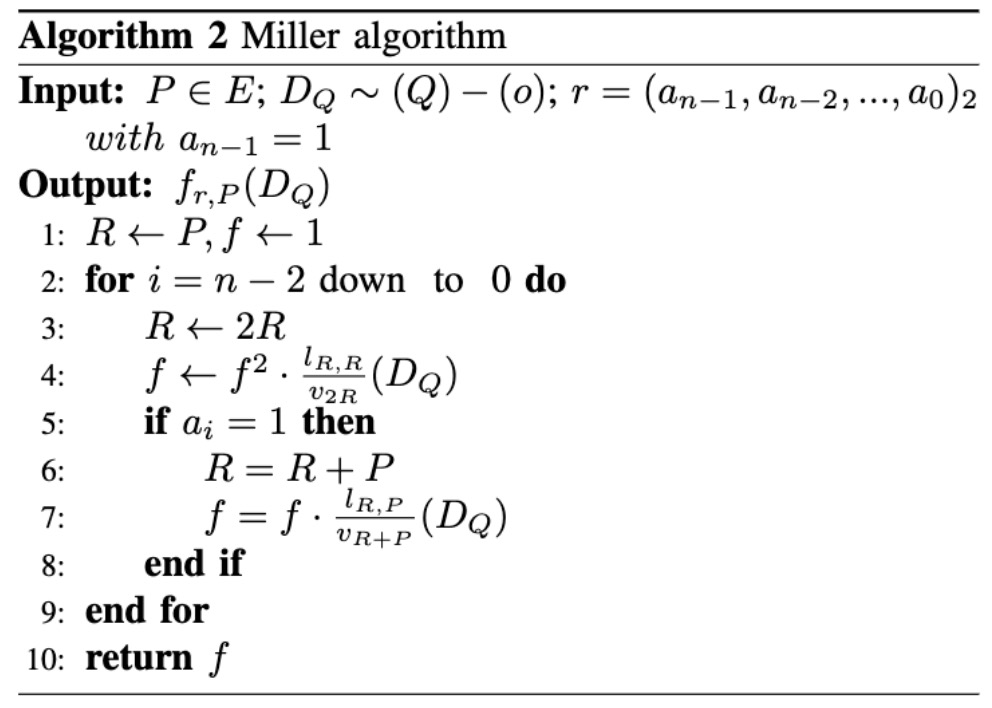 Algorithm 2 Miller algorithm
Input: P ∈ E; D_Q ∼ (Q) − (o); r = (a_{n−1}, a_{n−2}, ..., a_0)_2
with a_{n−1} = 1
Output: f_{r,P}(D_Q)
1: R ← P, f ← 1
2: for i = n − 2 down to 0 do
3: R ← 2R
4: f ← f^2 · \frac{l_{R,R}}{v_{2R}}(D_Q)
5: if a_i = 1 then
6: R = R + P
7: f = f · \frac{l_{R,P}}{v_{R+P}}(D_Q)
8: end if
9: end for
10: return f